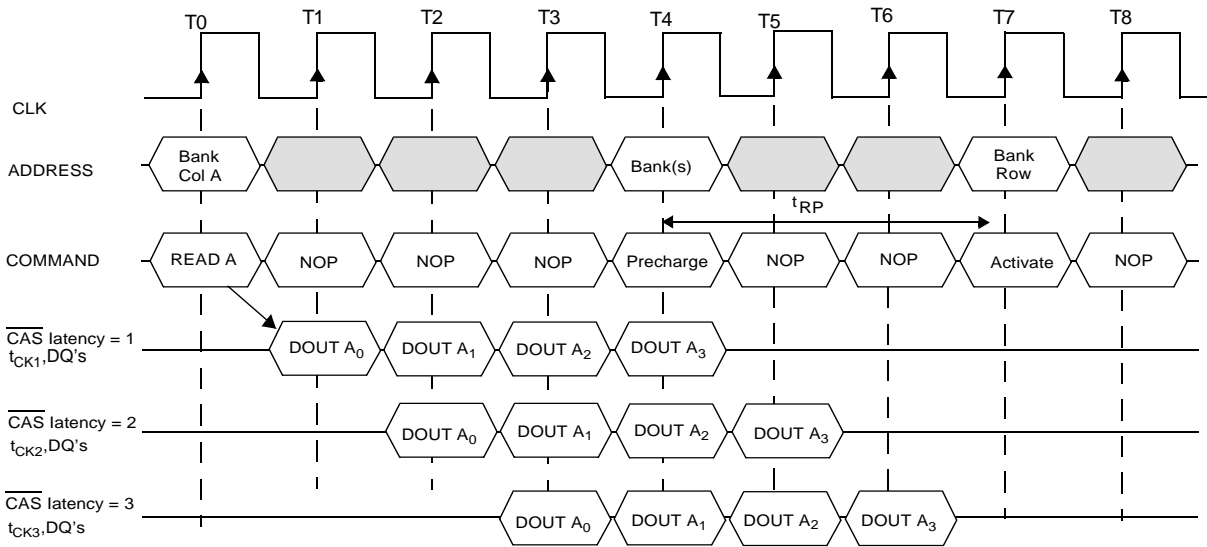 T0 T1 T2 T3 T4 T5 T6 T7 T8
CLK
ADDRESS
Bank
Col A
Bank(s)
Bank
Row
tRP
COMMAND
READ A NOP NOP NOP Precharge NOP NOP Activate NOP
CAS latency = 1
tCK1,DQ's
DOUT A0 DOUT A1 DOUT A2 DOUT A3
CAS latency = 2
tCK2,DQ's
DOUT A0 DOUT A1 DOUT A2 DOUT A3
CAS latency = 3
tCK3,DQ's
DOUT A0 DOUT A1 DOUT A2 DOUT A3